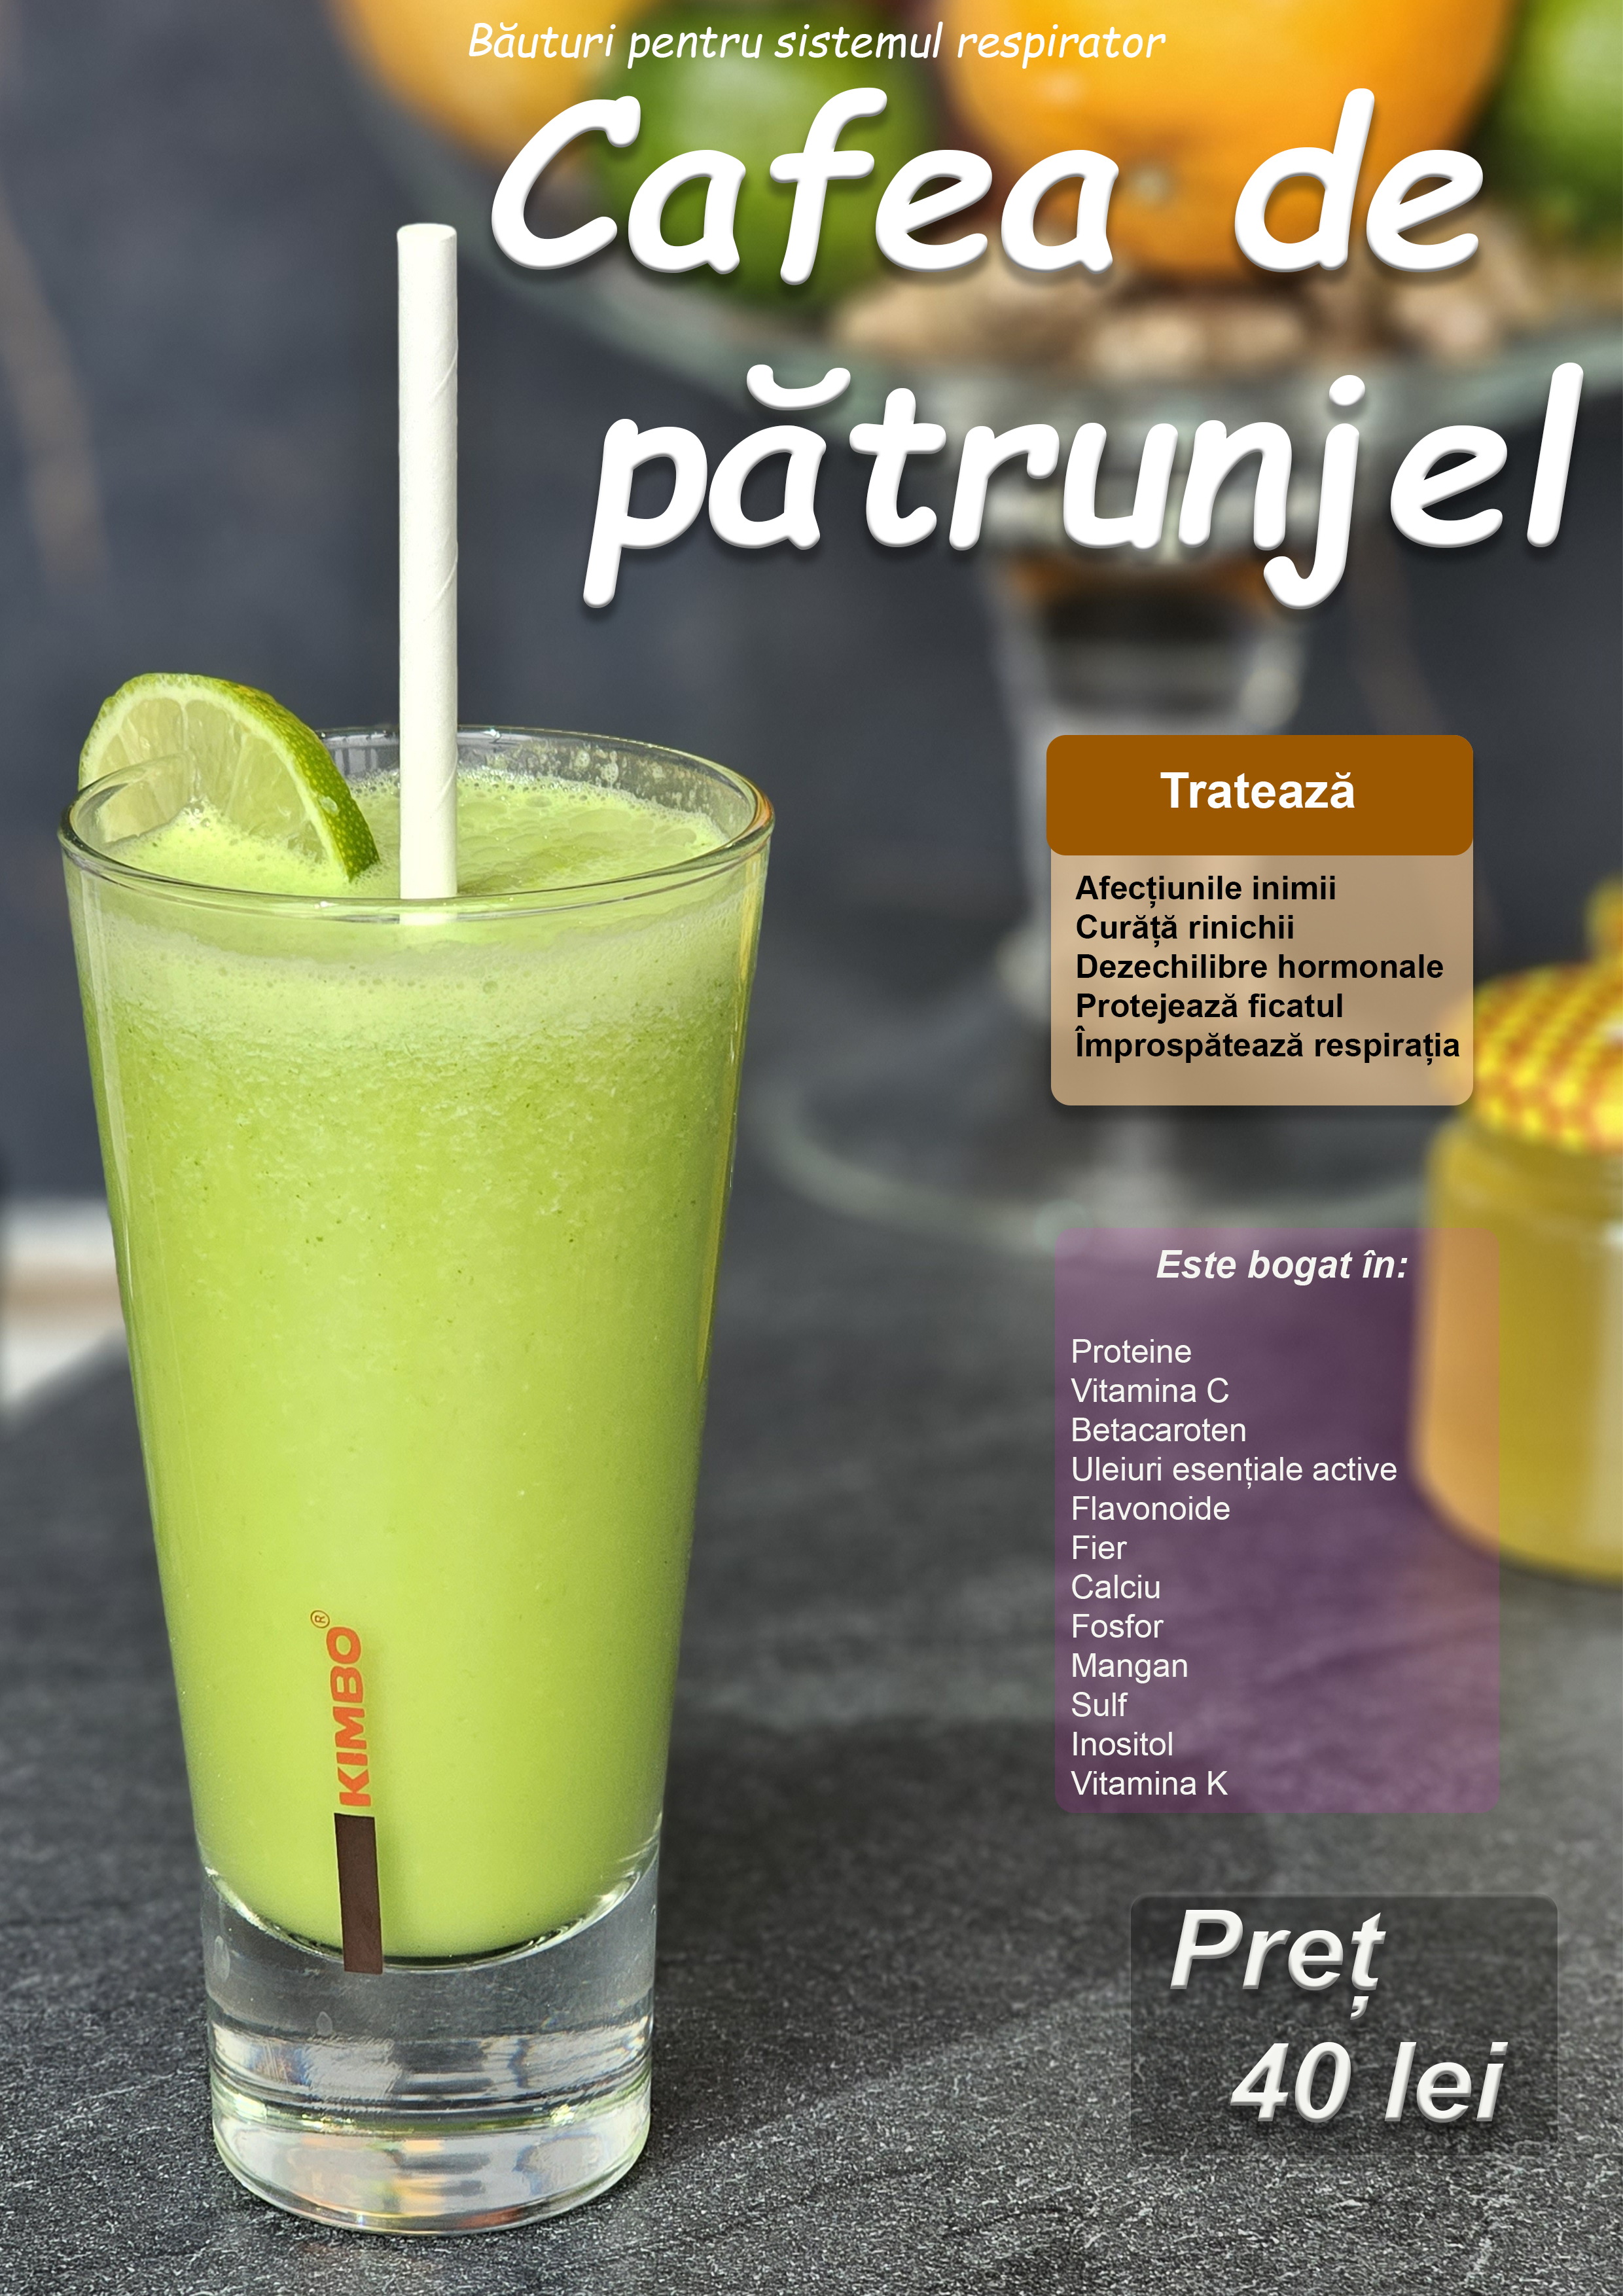 Băuturi pentru sistemul respirator
Cafea de
pătrunjel
Tratează
Afecțiunile inimii
Curăță rinichii
Dezechilibre hormonale
Protejează ficatul
Împrospătează respirația
Este bogat în:
Proteine
Vitamina C
Betacaroten
Uleiuri esențiale active
Flavonoide
Fier
Calciu
Fosfor
Mangan
Sulf
Inositol
Vitamina K
KIMBO®
Preț
40 lei